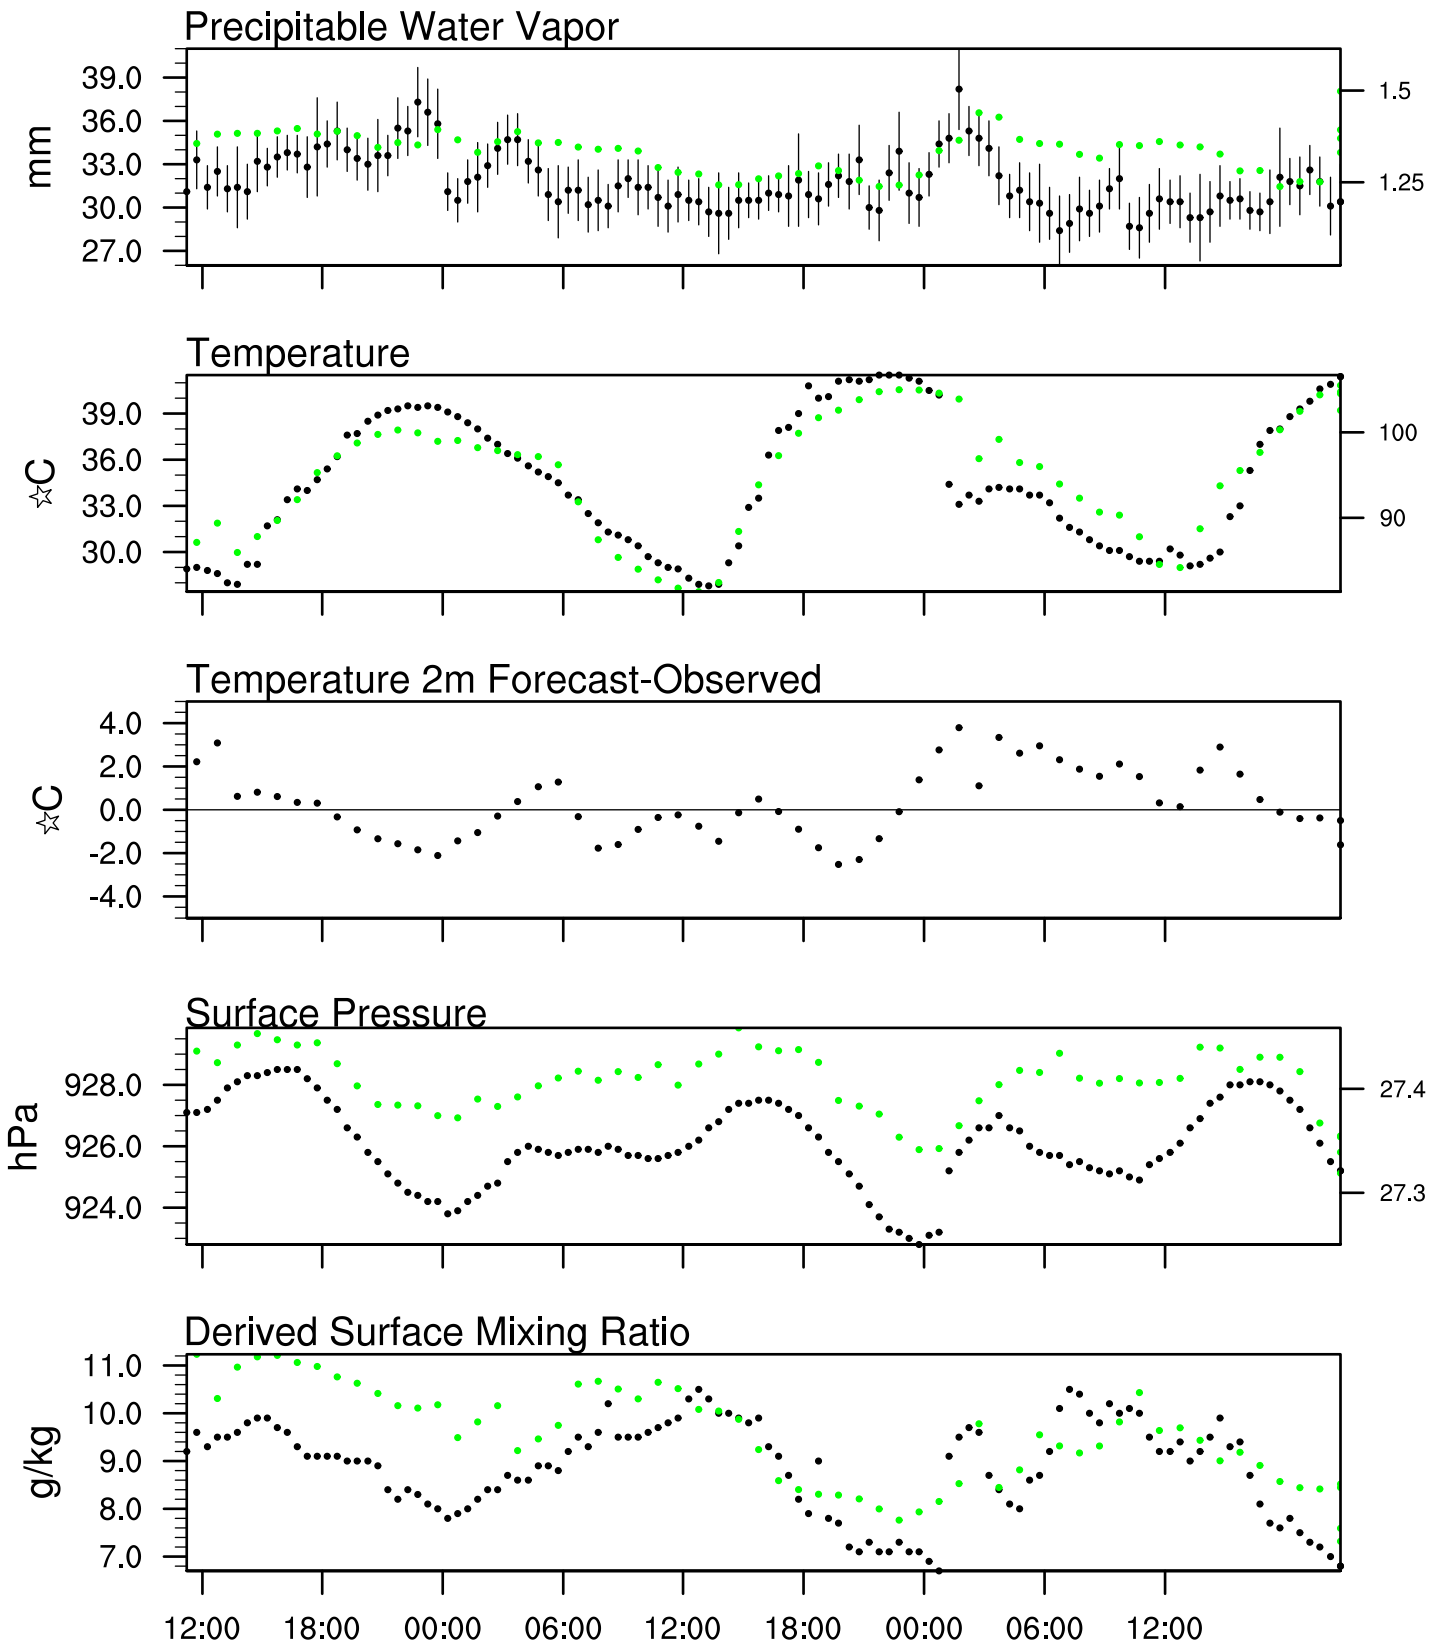 Precipitable Water Vapor
39.0
36.0
33.0
30.0
27.0
mm
1.5
1.25
Temperature
39.0
36.0
33.0
30.0
☆C
100
90
Temperature 2m Forecast-Observed
4.0
2.0
0.0
-2.0
-4.0
☆C
Surface Pressure
928.0
926.0
924.0
hPa
27.4
27.3
Derived Surface Mixing Ratio
11.0
10.0
9.0
8.0
7.0
g/kg
12:00 18:00 00:00 06:00 12:00 18:00 00:00 06:00 12:00